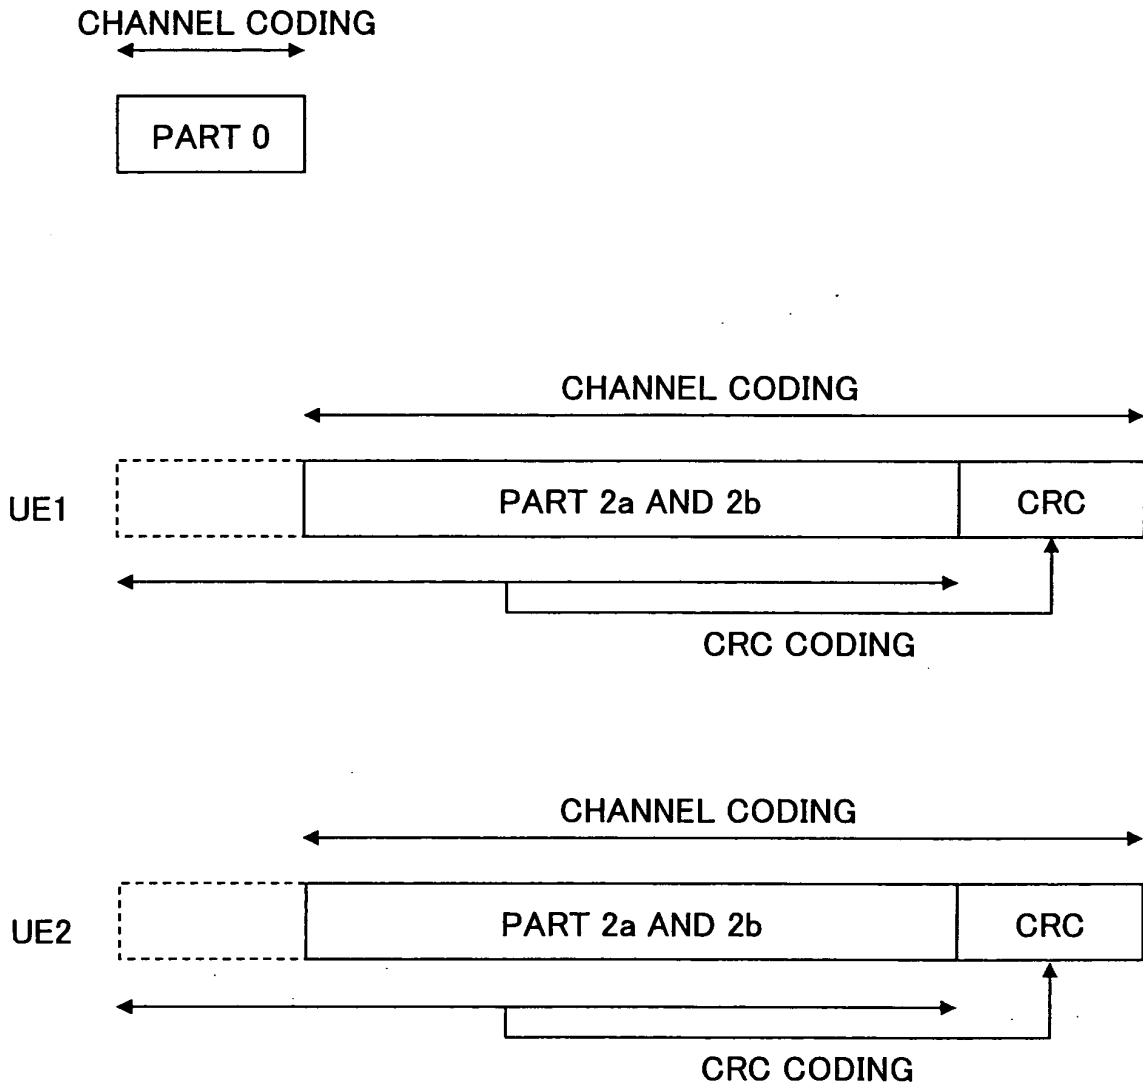 CHANNEL CODING
PART 0
CHANNEL CODING
UE1
PART 2a AND 2b
CRC
CRC CODING
CHANNEL CODING
UE2
PART 2a AND 2b
CRC
CRC CODING